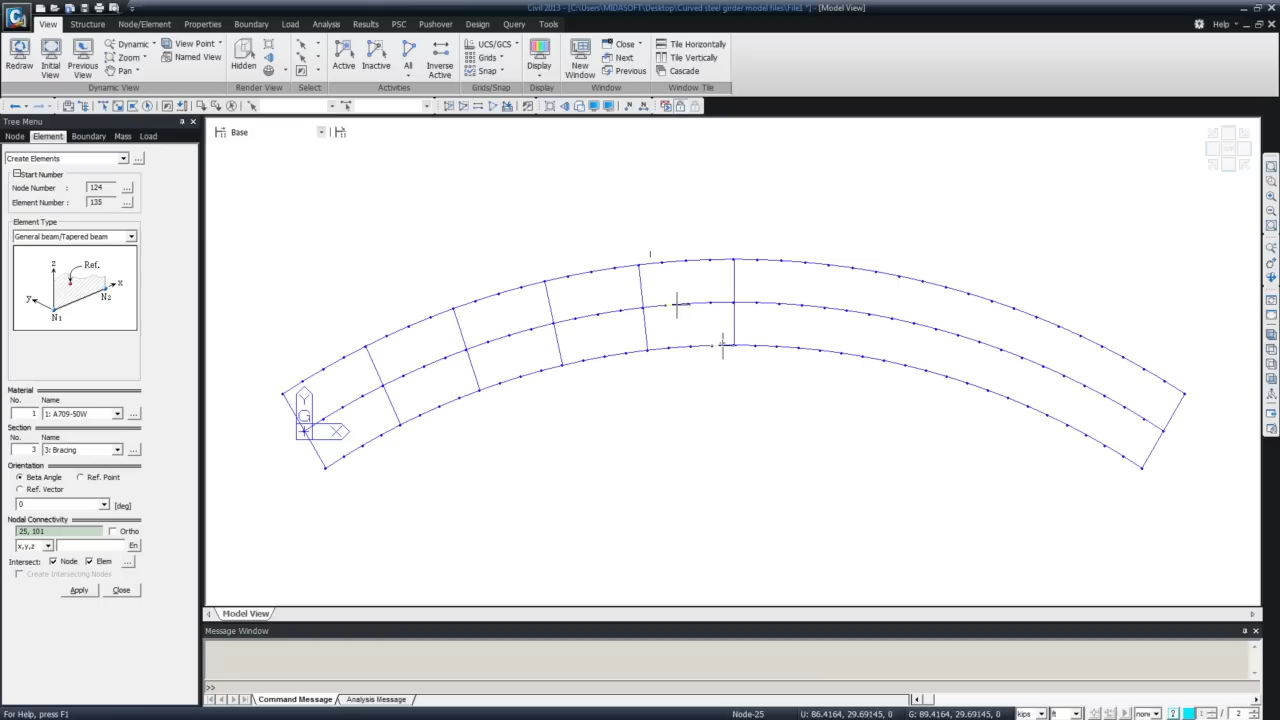 Civil 2013 - [C:\Users\MIDASOFT\Desktop\Curved steel girder model files\File1 *] - [Model View]
View Structure Node/Element Properties Boundary Load Analysis Results PSC Pushover Design Query Tools Help
Redraw Initial View Previous View Dynamic Zoom Pan View Point Named View Hidden Active Inactive All Inverse Active UCS/GCS Grids Snap Display New Window Close Next Previous Tile Horizontally Tile Vertically Cascade
Dynamic View Render View Select Activities Grids/Snap Display Window Window Tile
Tree Menu
Node Element Boundary Mass Load
Base
Create Elements
Start Number
Node Number : 124
Element Number : 135
Element Type
General beam/Tapered beam
z Ref. x y N2 N1
Material
No. Name
1 1: A709-50W
Section
No. Name
3 3: Bracing
Orientation
Beta Angle Ref. Point
Ref. Vector
0 [deg]
Nodal Connectivity
25, 101 Ortho
x,y,z En
Intersect: Node Elem
Create Intersecting Nodes
Apply Close
Y
G
X
Model View
Message Window
>>
Command Message Analysis Message
For Help, press F1 Node-25 U: 86.4164, 29.69145, 0 G: 89.4164, 29.69145, 0 kips ft none ? 1 / 2